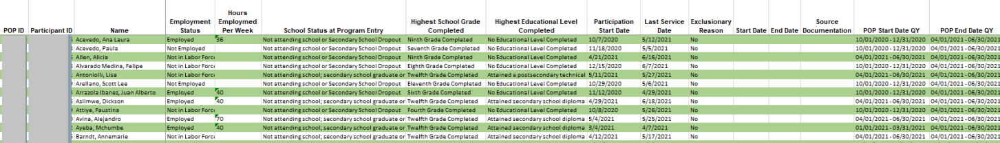 POP ID Participant ID Name Employment Status Hours Employmed Per Week School Status at Program Entry Highest School Grade Completed Highest Educational Level Completed Participation Start Date Last Service Date Exclusionary Reason Start Date End Date Source Documentation POP Start Date QY POP End Date QY
Acevedo, Ana Laura Employed 36 Not attending school or Secondary School Dropout Ninth Grade Completed No Educational Level Completed 10/7/2020 5/12/2021 No 10/01/2020 - 12/31/2020 04/01/2021 - 06/30/2021
Acevedo, Paula Not Employed Not attending school or Secondary School Dropout Seventh Grade Completed No Educational Level Completed 11/18/2020 5/5/2021 No 10/01/2020 - 12/31/2020 04/01/2021 - 06/30/2021
Allen, Alicia Not in Labor Force Not attending school or Secondary School Dropout Ninth Grade Completed No Educational Level Completed 4/21/2021 6/16/2021 No 04/01/2021 - 06/30/2021 04/01/2021 - 06/30/2021
Alvarado Medina, Felipe Not in Labor Force Not attending school or Secondary School Dropout Eighth Grade Completed No Educational Level Completed 12/15/2020 6/7/2021 No 10/01/2020 - 12/31/2020 04/01/2021 - 06/30/2021
Antoniolli, Lisa Not in Labor Force Not attending school; secondary school graduate or Twelfth Grade Completed Attained a postsecondary technical 5/11/2021 5/27/2021 No 04/01/2021 - 06/30/2021 04/01/2021 - 06/30/2021
Arellano, Scott Lee Not Employed Not attending school or Secondary School Dropout Eleventh Grade Completed No Educational Level Completed 10/29/2020 5/6/2021 No 10/01/2020 - 12/31/2020 04/01/2021 - 06/30/2021
Arrazola Ibanez, Juan Alberto Employed 40 Not attending school or Secondary School Dropout Sixth Grade Completed No Educational Level Completed 11/12/2020 4/29/2021 No 10/01/2020 - 12/31/2020 04/01/2021 - 06/30/2021
Asiimwe, Dickson Employed 40 Not attending school; secondary school graduate or Twelfth Grade Completed Attained secondary school diploma 4/29/2021 6/18/2021 No 04/01/2021 - 06/30/2021 04/01/2021 - 06/30/2021
Attiye, Faustina Not in Labor Force Not attending school or Secondary School Dropout Fourth Grade Completed No Educational Level Completed 10/8/2020 5/26/2021 No 10/01/2020 - 12/31/2020 04/01/2021 - 06/30/2021
Avina, Alejandro Employed 70 Not attending school; secondary school graduate or Twelfth Grade Completed Attained secondary school diploma 5/4/2021 5/25/2021 No 04/01/2021 - 06/30/2021 04/01/2021 - 06/30/2021
Ayeba, Mchumbe Employed 40 Not attending school; secondary school graduate or Twelfth Grade Completed Attained secondary school diploma 3/4/2021 4/7/2021 No 01/01/2021 - 03/31/2021 04/01/2021 - 06/30/2021
Barndt, Annemarie Not in Labor Force Not attending school; secondary school graduate or Twelfth Grade Completed Attained secondary school diploma 4/12/2021 5/17/2021 No 04/01/2021 - 06/30/2021 04/01/2021 - 06/30/2021